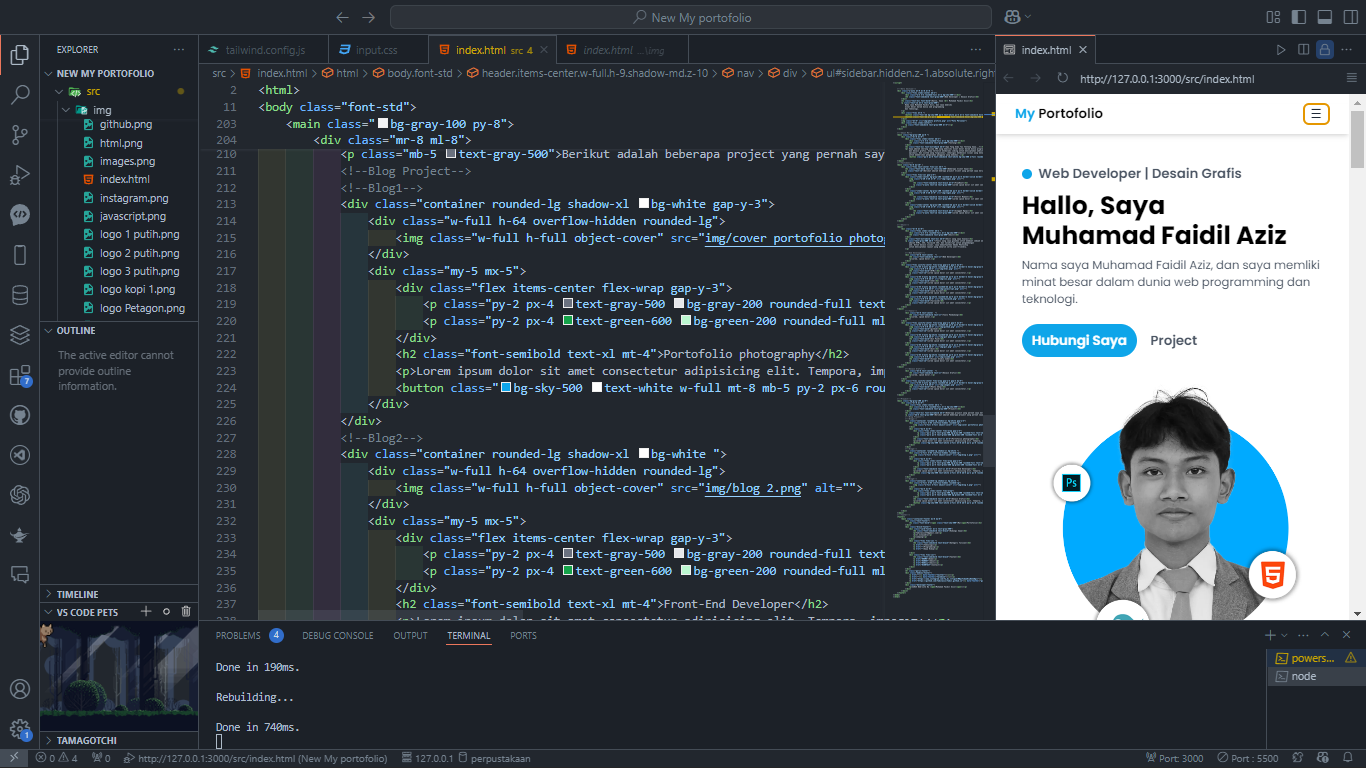 New My portofolio
EXPLORER
NEW MY PORTOFOLIO
src
img
github.png
html.png
images.png
index.html
instagram.png
javascript.png
logo 1 putih.png
logo 2 putih.png
logo 3 putih.png
logo kopi 1.png
logo Petagon.png
OUTLINE
The active editor cannot
provide outline
information.
TIMELINE
VS CODE PETS
TAMAGOTCHI
7
1
tailwind.config.js
input.css
index.html src 4
index.html ...\img
src > index.html > html > body.font-std > header.items-center.w-full.h-9.shadow-md.z-10 > nav > div > ul#sidebar.hidden.z-1.absolute.righ
2 <html>
11 <body class="font-std">
203 <main class="bg-gray-100 py-8">
204 <div class="mr-8 ml-8">
210 <p class="mb-5 text-gray-500">Berikut adalah beberapa project yang pernah say
211 <!--Blog Project-->
212 <!--Blog1-->
213 <div class="container rounded-lg shadow-xl bg-white gap-y-3">
214 <div class="w-full h-64 overflow-hidden rounded-lg">
215 <img class="w-full h-full object-cover" src="img/cover portofolio photo
216 </div>
217 <div class="my-5 mx-5">
218 <div class="flex items-center flex-wrap gap-y-3">
219 <p class="py-2 px-4 text-gray-500 bg-gray-200 rounded-full text
220 <p class="py-2 px-4 text-green-600 bg-green-200 rounded-full ml
221 </div>
222 <h2 class="font-semibold text-xl mt-4">Portofolio photography</h2>
223 <p>Lorem ipsum dolor sit amet consectetur adipisicing elit. Tempora, im
224 <button class="bg-sky-500 text-white w-full mt-8 mb-5 py-2 px-6 rou
225 </div>
226 </div>
227 <!--Blog2-->
228 <div class="container rounded-lg shadow-xl bg-white ">
229 <div class="w-full h-64 overflow-hidden rounded-lg">
230 <img class="w-full h-full object-cover" src="img/blog 2.png" alt="">
231 </div>
232 <div class="my-5 mx-5">
233 <div class="flex items-center flex-wrap gap-y-3">
234 <p class="py-2 px-4 text-gray-500 bg-gray-200 rounded-full text
235 <p class="py-2 px-4 text-green-600 bg-green-200 rounded-full ml
236 </div>
237 <h2 class="font-semibold text-xl mt-4">Front-End Developer</h2>
index.html
http://127.0.0.1:3000/src/index.html
My Portofolio
Web Developer | Desain Grafis
Hallo, Saya
Muhamad Faidil Aziz
Nama saya Muhamad Faidil Aziz, dan saya memliki
minat besar dalam dunia web programming dan
teknologi.
Hubungi Saya Project
Ps
5
PROBLEMS 4 DEBUG CONSOLE OUTPUT TERMINAL PORTS
Done in 190ms.
Rebuilding...
Done in 740ms.
powers...
node
0 4 0 http://127.0.0.1:3000/src/index.html (New My portofolio) 127.0.0.1 perpustakaan Port: 3000 Port : 5500